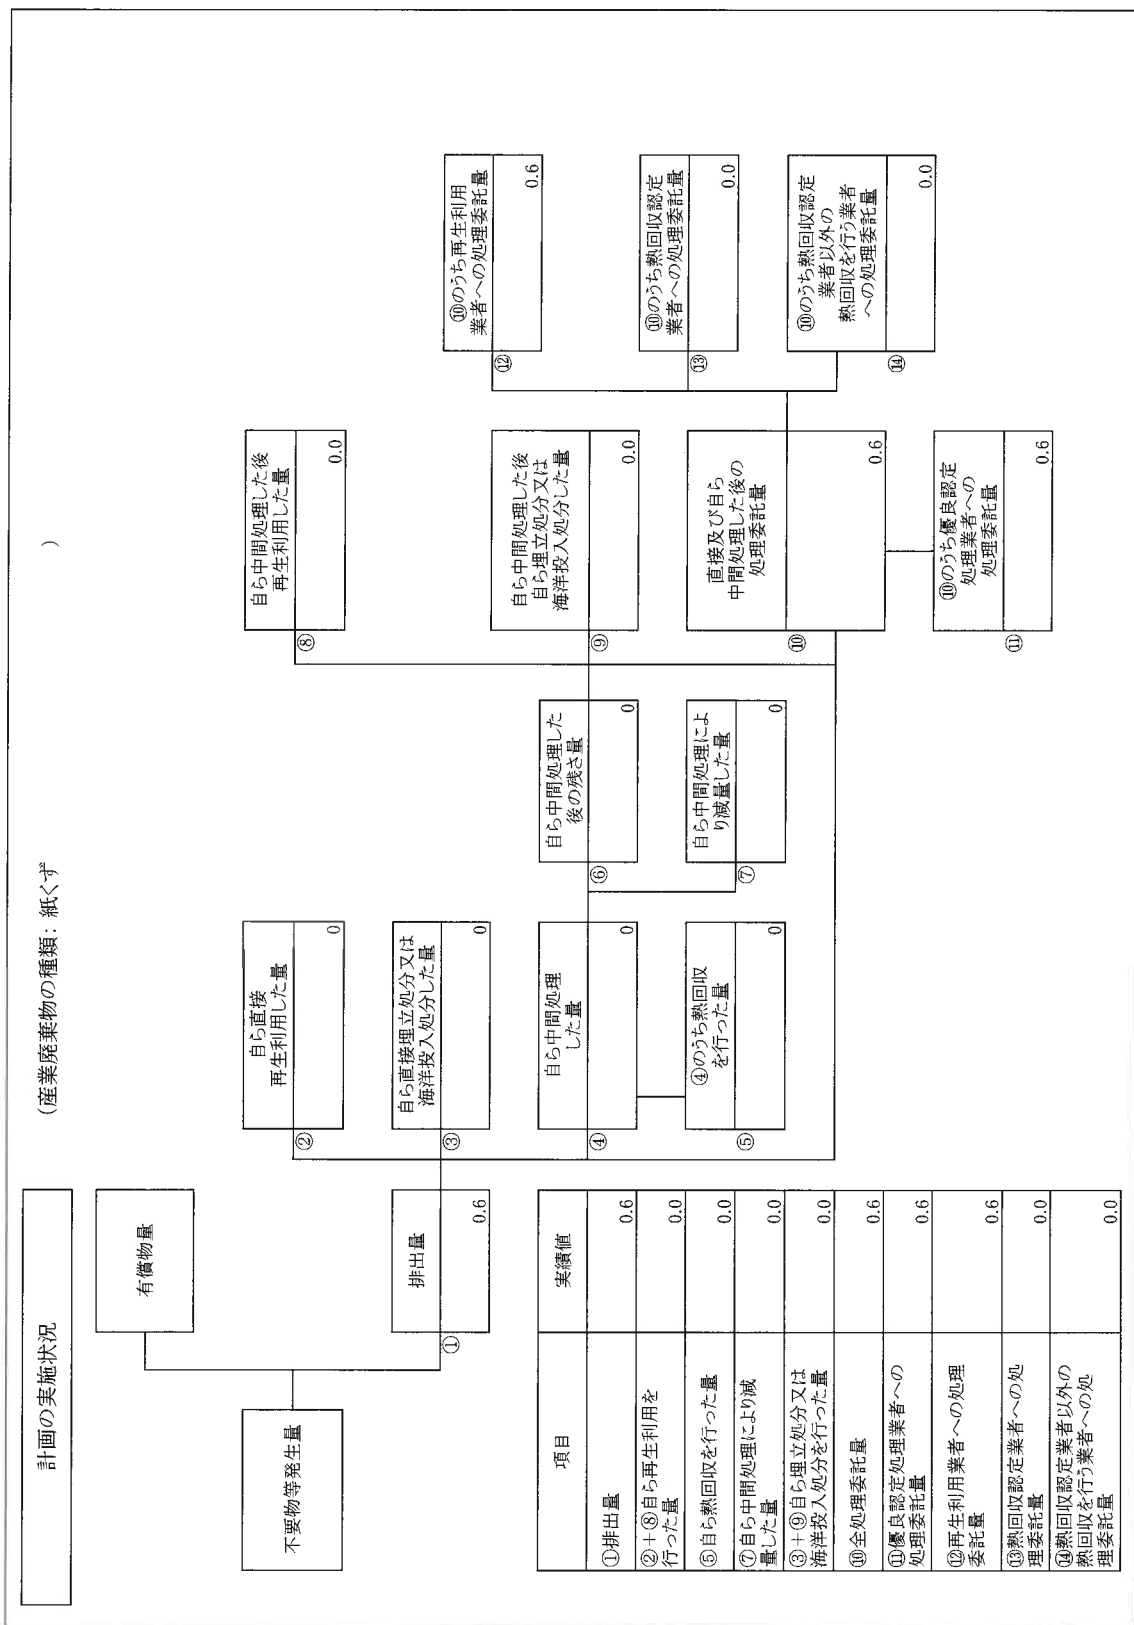 計画の実施状況
(産業廃棄物の種類: 紙くず
)
不要物等発生量
有償物量
排出量
①
0.6
自ら直接
再生利用した量
②
0
自ら直接埋立処分又は
海洋投入処分した量
③
0
自ら中間処理
した量
④
0
④のうち熱回収
を行った量
⑤
0
自ら中間処理した
後の残さ量
⑥
0
自ら中間処理によ
り減量した量
⑦
0
自ら中間処理した後
再生利用した量
⑧
0.0
自ら中間処理した後
自ら埋立処分又は
海洋投入処分した量
⑨
0.0
直接及び自ら
中間処理した後の
処理委託量
⑩
0.6
⑩のうち優良認定
処理業者への
処理委託量
⑪
0.6
⑩のうち再生利用
業者への処理委託量
⑫
0.6
⑩のうち熱回収認定
業者への処理委託量
⑬
0.0
⑩のうち熱回収認定
業者以外の
熱回収を行う業者
への処理委託量
⑭
0.0
項目 実績値
①排出量 0.6
②+⑧自ら再生利用を
行った量 0.0
⑤自ら熱回収を行った量 0.0
⑦自ら中間処理により減
量した量 0.0
③+⑨自ら埋立処分又は
海洋投入処分を行った量 0.0
⑩全処理委託量 0.6
⑪優良認定処理業者への
処理委託量 0.6
⑫再生利用業者への処理
委託量 0.6
⑬熱回収認定業者への処
理委託量 0.0
⑭熱回収認定業者以外の
熱回収を行う業者への処
理委託量 0.0